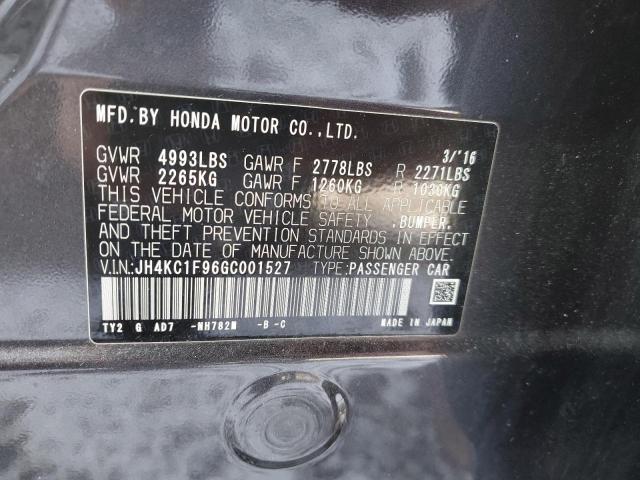 MFD.BY HONDA MOTOR CO.,LTD.
3/'16
GVWR 4993LBS GAWR F 2778LBS R 2271LBS
GVWR 2265KG GAWR F 1260KG R 1030KG
THIS VEHICLE CONFORMS TO ALL APPLICABLE
FEDERAL MOTOR VEHICLE SAFETY ,BUMPER,
AND THEFT PREVENTION STANDARDS IN EFFECT
ON THE DATE OF MANUFACTURE SHOWN ABOVE.
V.I.N:JH4KC1F96GC001527 TYPE:PASSENGER CAR
TY2 G AD7 -NH782M -B -C MADE IN JAPAN